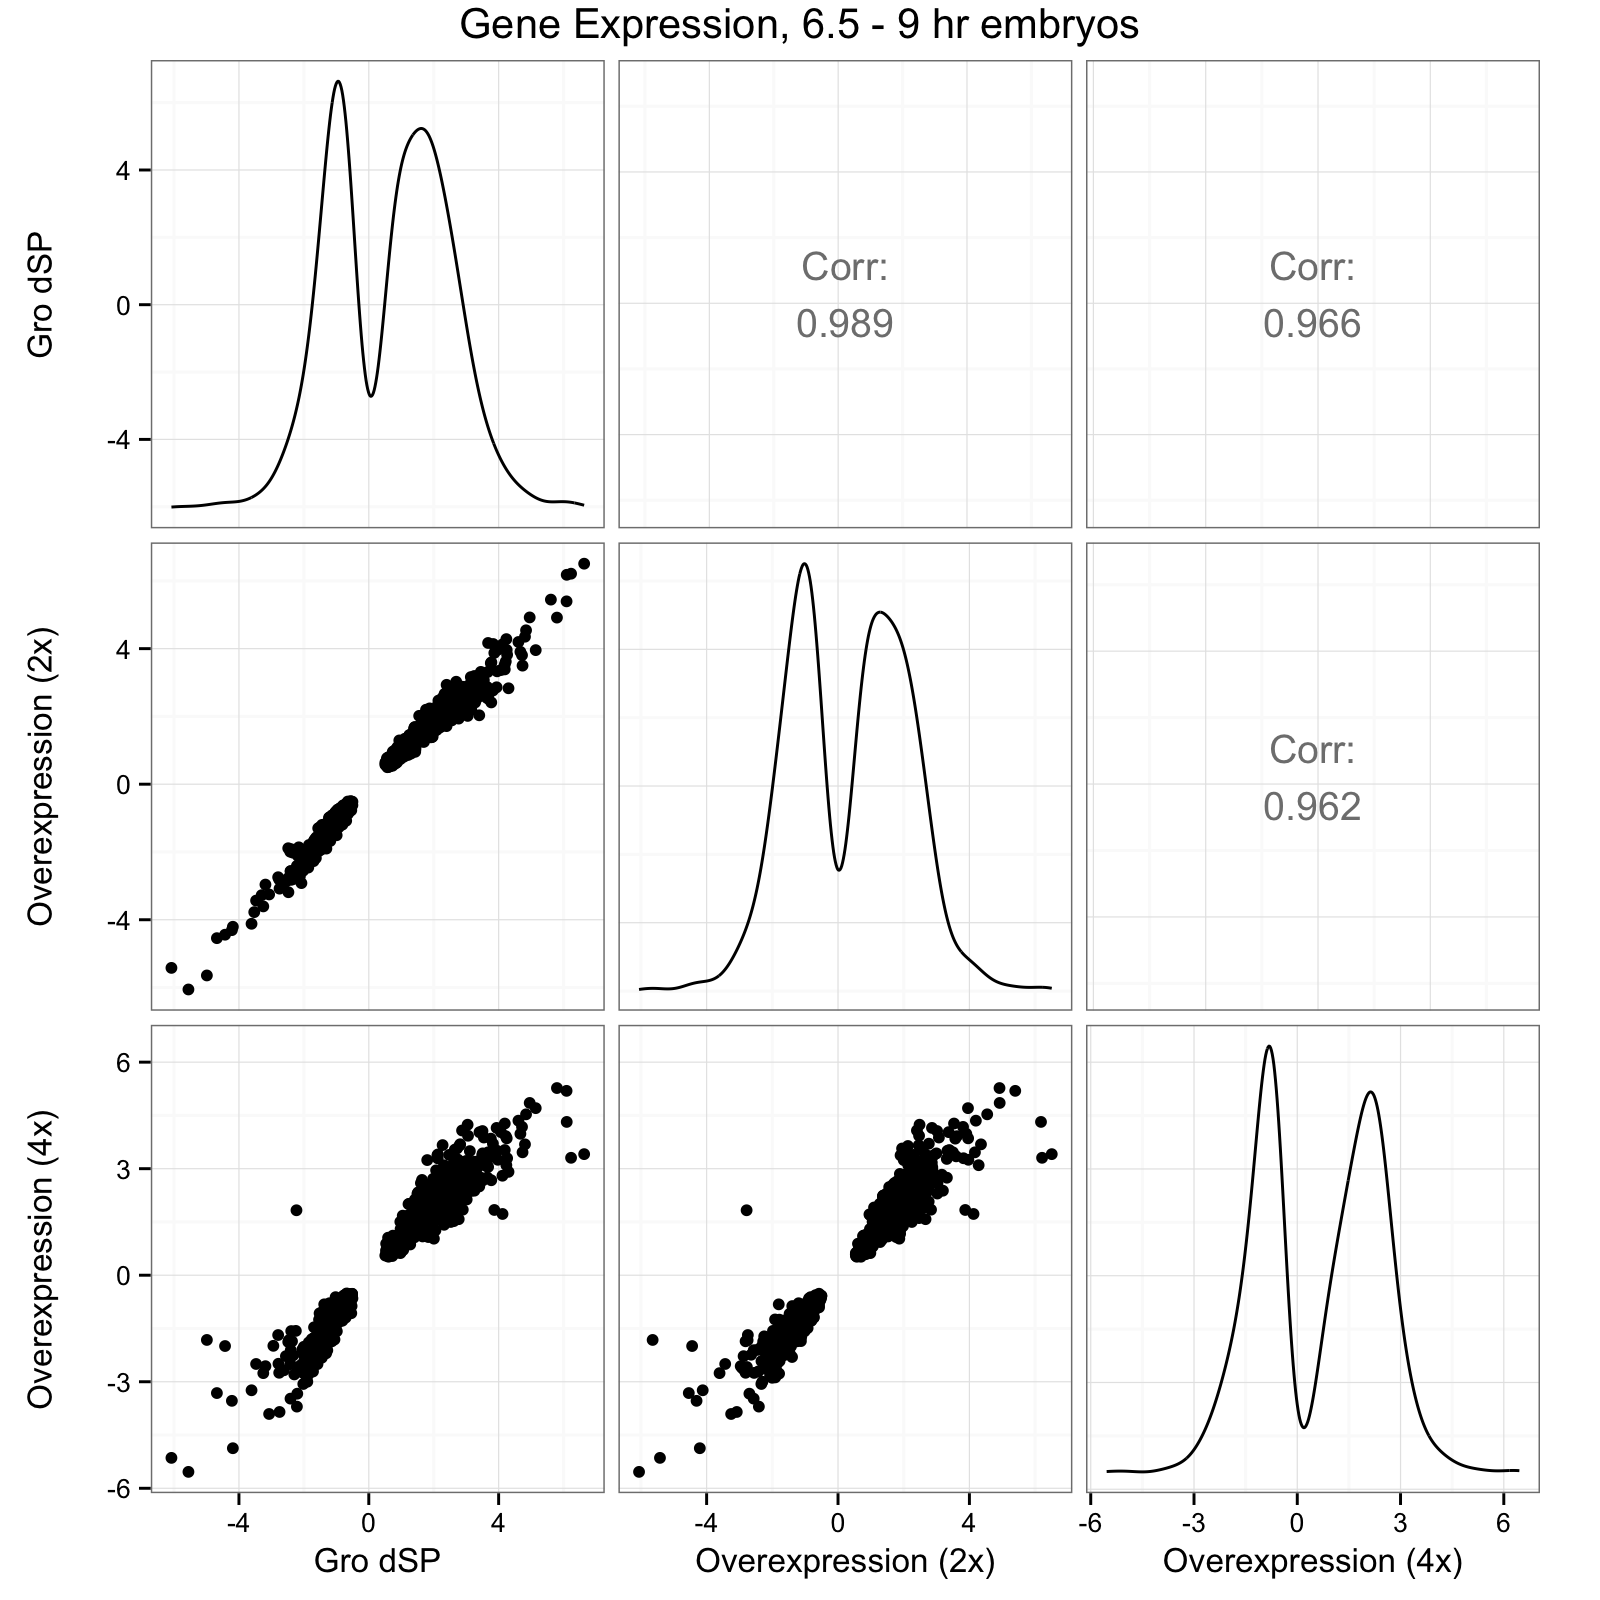 Gene Expression, 6.5 - 9 hr embryos
Gro dSP
4
0
-4
Corr:
0.989
Corr:
0.966
Overexpression (2x)
4
0
-4
Corr:
0.962
Overexpression (4x)
6
3
0
-3
-6
-4
0
4
-4
0
4
-6
-3
0
3
6
Gro dSP
Overexpression (2x)
Overexpression (4x)